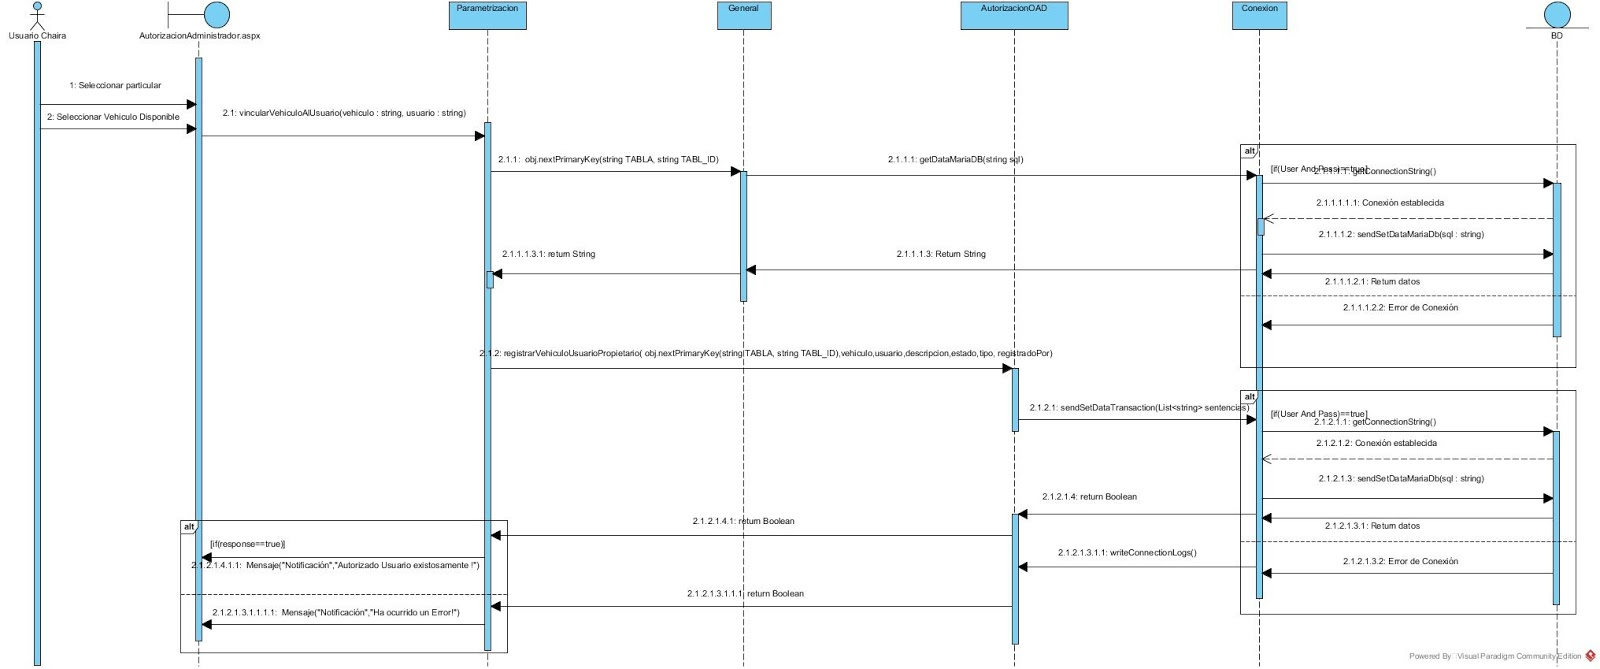 Usuario Chaira
AutorizacionAdministrador.aspx
Parametrizacion
General
AutorizacionOAD
Conexion
BD
1: Seleccionar particular
2: Seleccionar Vehiculo Disponible
2.1: vincularVehiculoAlUsuario(vehiculo : string, usuario : string)
2.1.1: obj.nextPrimaryKey(string TABLA, string TABL_ID)
2.1.1.1: getDataMariaDB(string sql)
alt
[if(User And Pass)==true]
2.1.1.1.1: getConnectionString()
2.1.1.1.1.1: Conexión establecida
2.1.1.1.2: sendSetDataMariaDb(sql : string)
2.1.1.1.3.1: return String
2.1.1.1.3: Return String
2.1.1.1.2.1: Return datos
2.1.1.1.2.2: Error de Conexión
2.1.2: registrarVehiculoUsuarioPropietario( obj.nextPrimaryKey(string TABLA, string TABL_ID),vehiculo,usuario,descripcion,estado,tipo, registradoPor)
alt
2.1.2.1: sendSetDataTransaction(List<string> sentencias)
[if(User And Pass)==true]
2.1.2.1.1: getConnectionString()
2.1.2.1.2: Conexión establecida
2.1.2.1.3: sendSetDataMariaDb(sql : string)
2.1.2.1.4: return Boolean
2.1.2.1.4.1: return Boolean
2.1.2.1.3.1: Return datos
alt
[if(response==true)]
2.1.2.1.3.1.1: writeConnectionLogs()
2.1.2.1.3.2: Error de Conexión
2.1.2.1.4.1.1: Mensaje("Notificación","Autorizado Usuario existosamente !")
2.1.2.1.3.1.1.1: return Boolean
2.1.2.1.3.1.1.1.1: Mensaje("Notificación","Ha ocurrido un Error!")
Powered By Visual Paradigm Community Edition